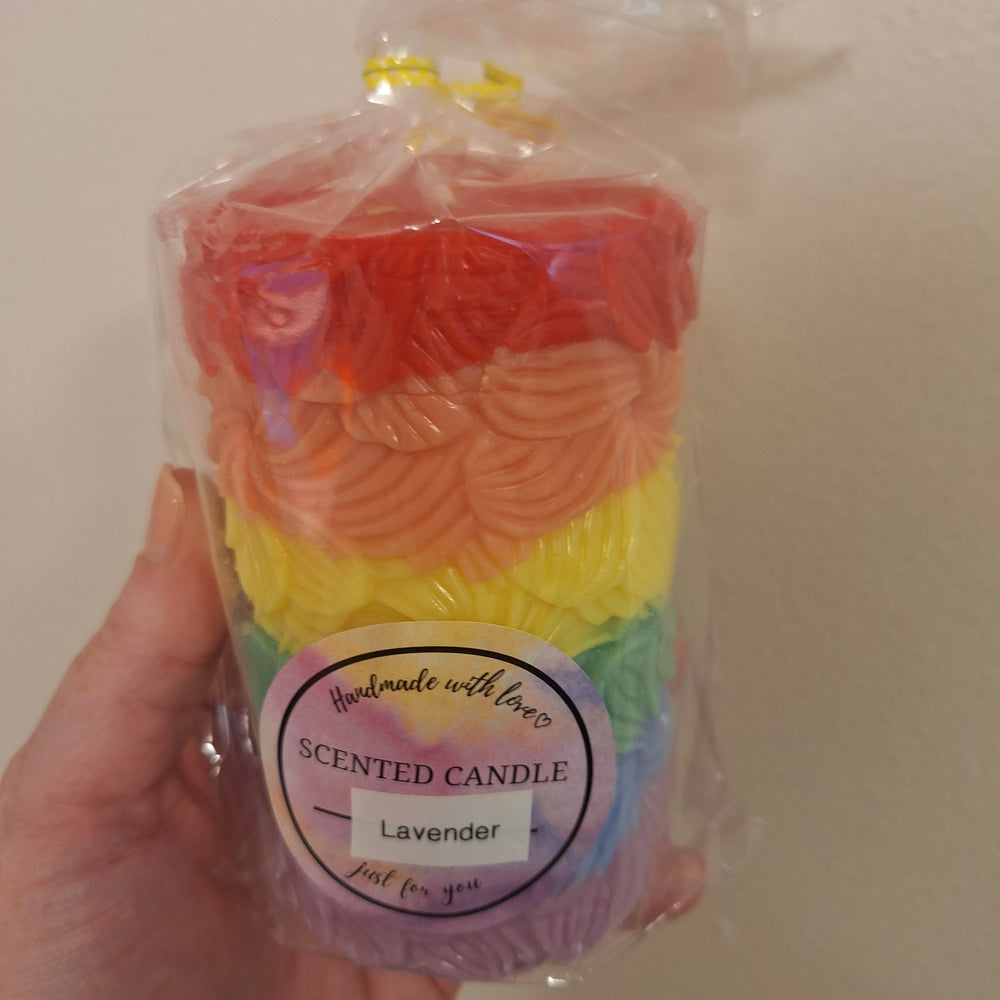 Handmade with love♡
SCENTED CANDLE
Lavender
just for you